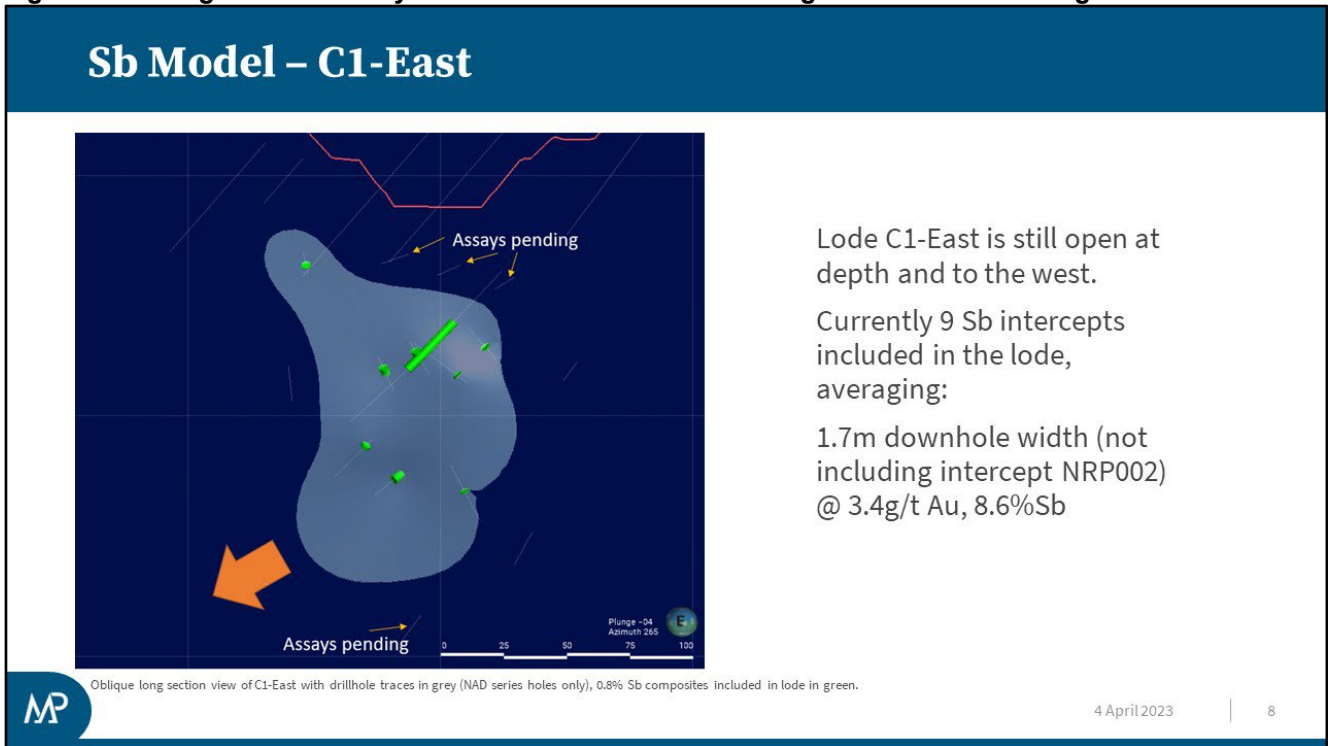 Sb Model – C1-East
Assays pending
Lode C1-East is still open at
depth and to the west.
Currently 9 Sb intercepts
included in the lode,
averaging:
1.7m downhole width (not
including intercept NRP002)
@ 3.4g/t Au, 8.6%Sb
Plunge -04
Azimuth 265
E
Assays pending
0 25 50 75 100
Oblique long section view of C1-East with drillhole traces in grey (NAD series holes only), 0.8% Sb composites included in lode in green.
MP
4 April 2023 8